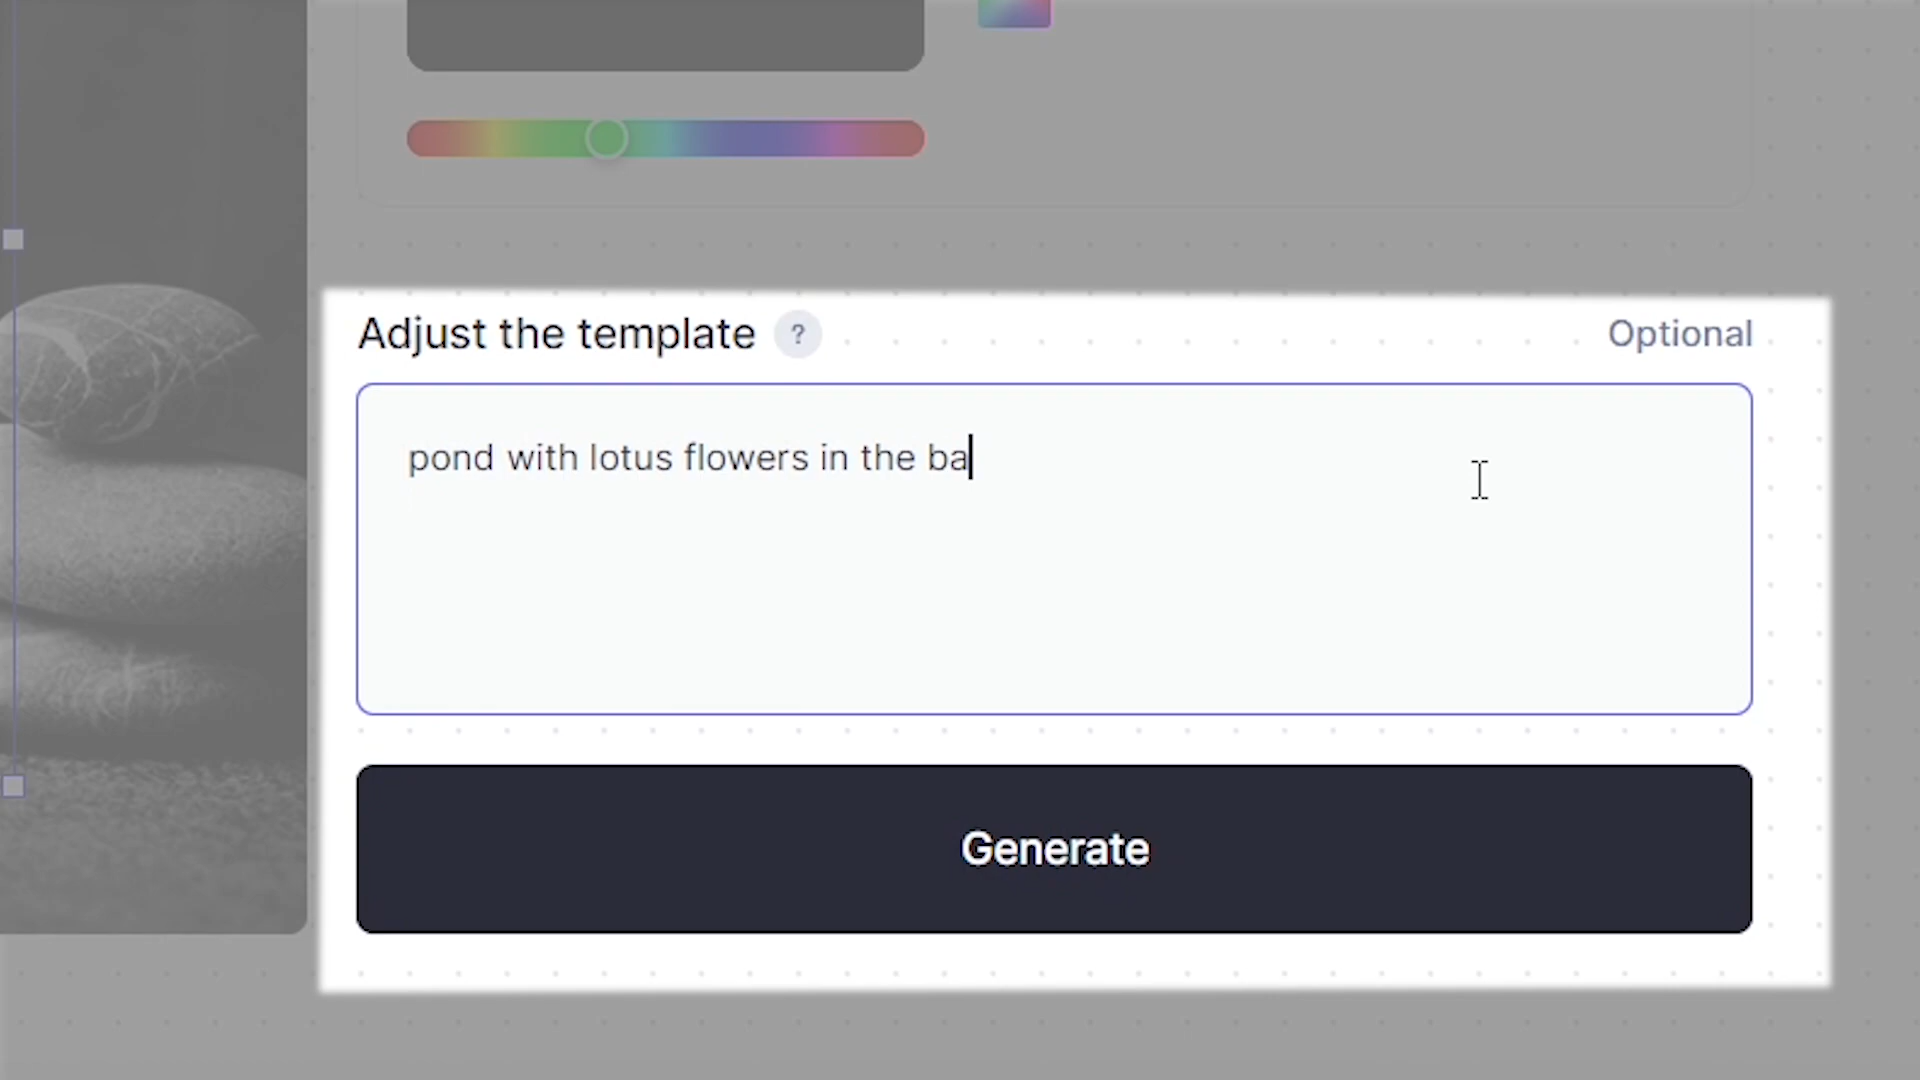 Adjust the template ? Optional
pond with lotus flowers in the ba
Generate